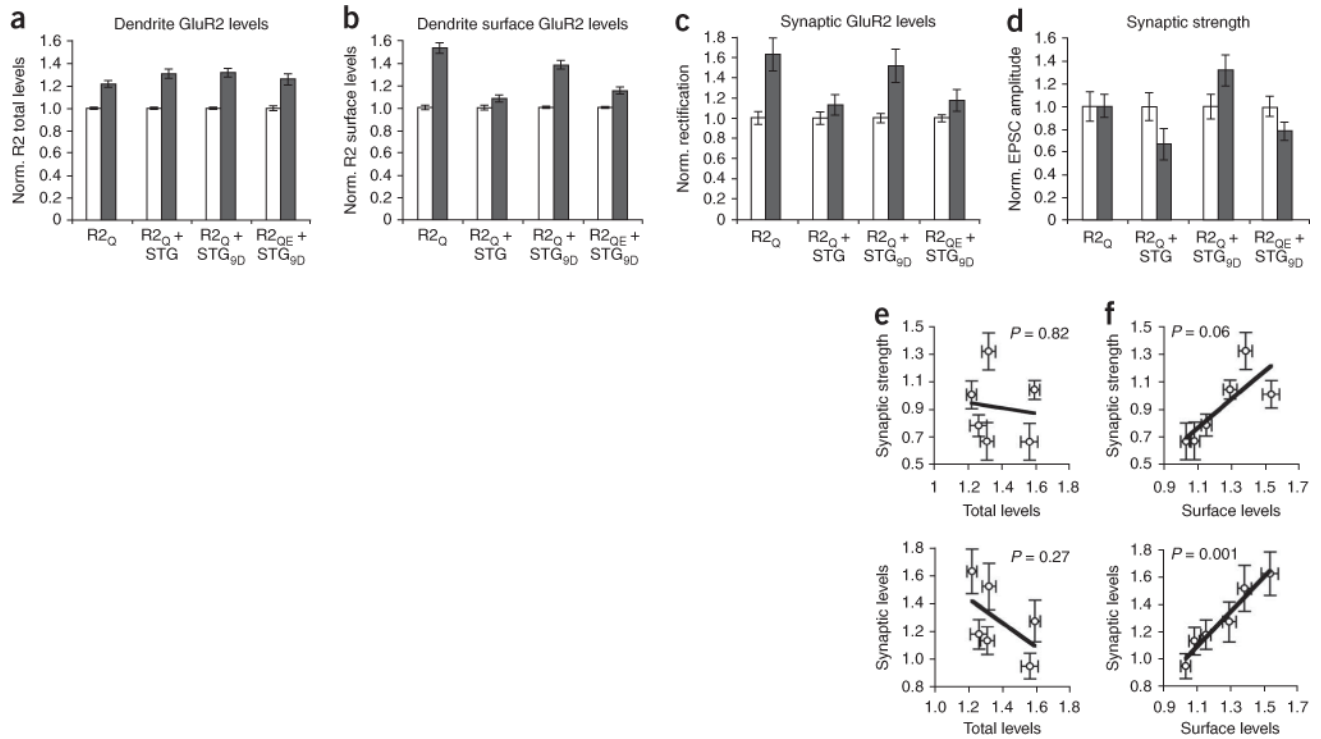 a
Dendrite GluR2 levels
Norm. R2 total levels
1.6
1.4
1.2
1.0
0.8
0.6
0.4
0.2
0
R2Q
R2Q +
STG
R2Q +
STG9D
R2QE +
STG9D
b
Dendrite surface GluR2 levels
Norm. R2 surface levels
1.6
1.4
1.2
1.0
0.8
0.6
0.4
0.2
0
R2Q
R2Q +
STG
R2Q +
STG9D
R2QE +
STG9D
c
Synaptic GluR2 levels
Norm. rectification
1.8
1.6
1.4
1.2
1.0
0.8
0.6
0.4
0.2
0
R2Q
R2Q +
STG
R2Q +
STG9D
R2QE +
STG9D
d
Synaptic strength
Norm. EPSC amplitude
1.6
1.4
1.2
1.0
0.8
0.6
0.4
0.2
0
R2Q
R2Q +
STG
R2Q +
STG9D
R2QE +
STG9D
e
P = 0.82
Synaptic strength
1.5
1.3
1.1
0.9
0.7
0.5
1 1.2 1.4 1.6 1.8
Total levels
f
P = 0.06
Synaptic strength
1.5
1.3
1.1
0.9
0.7
0.5
0.9 1.1 1.3 1.5 1.7
Surface levels
P = 0.27
Synaptic levels
1.8
1.6
1.4
1.2
1.0
0.8
1.0 1.2 1.4 1.6 1.8
Total levels
P = 0.001
Synaptic levels
1.8
1.6
1.4
1.2
1.0
0.8
0.9 1.1 1.3 1.5 1.7
Surface levels